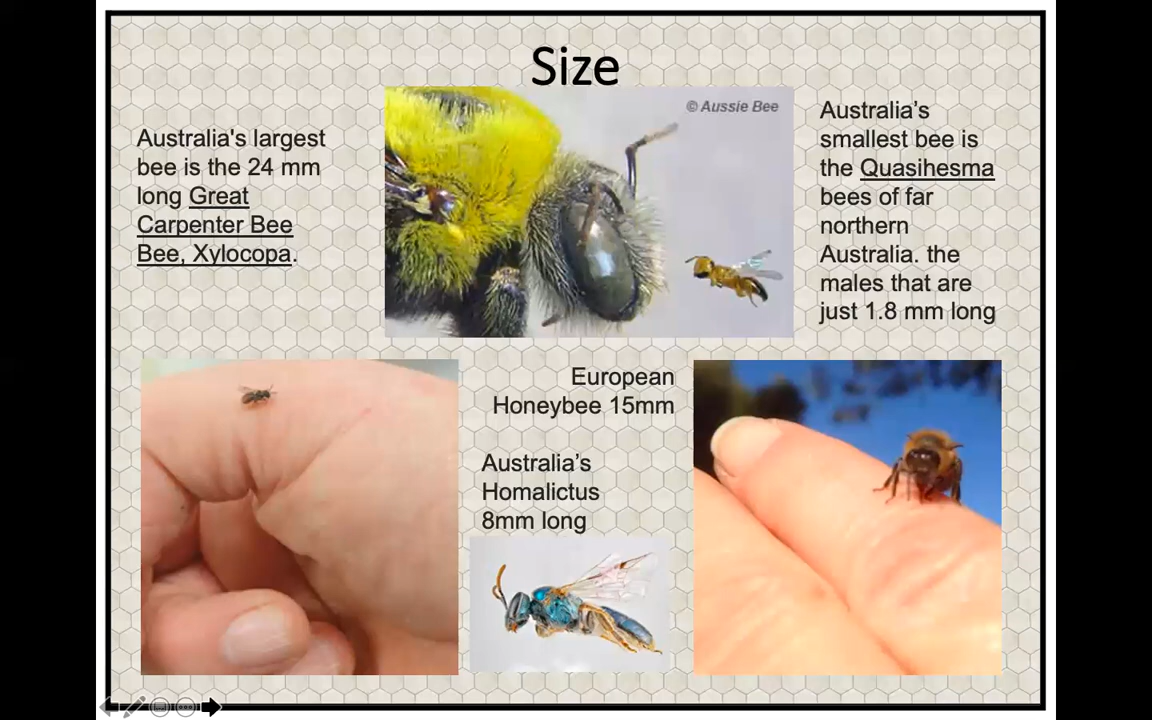 Size
Australia's largest
bee is the 24 mm
long Great
Carpenter Bee
Bee, Xylocopa.
© Aussie Bee
Australia’s
smallest bee is
the Quasihesma
bees of far
northern
Australia. the
males that are
just 1.8 mm long
European
Honeybee 15mm
Australia’s
Homalictus
8mm long